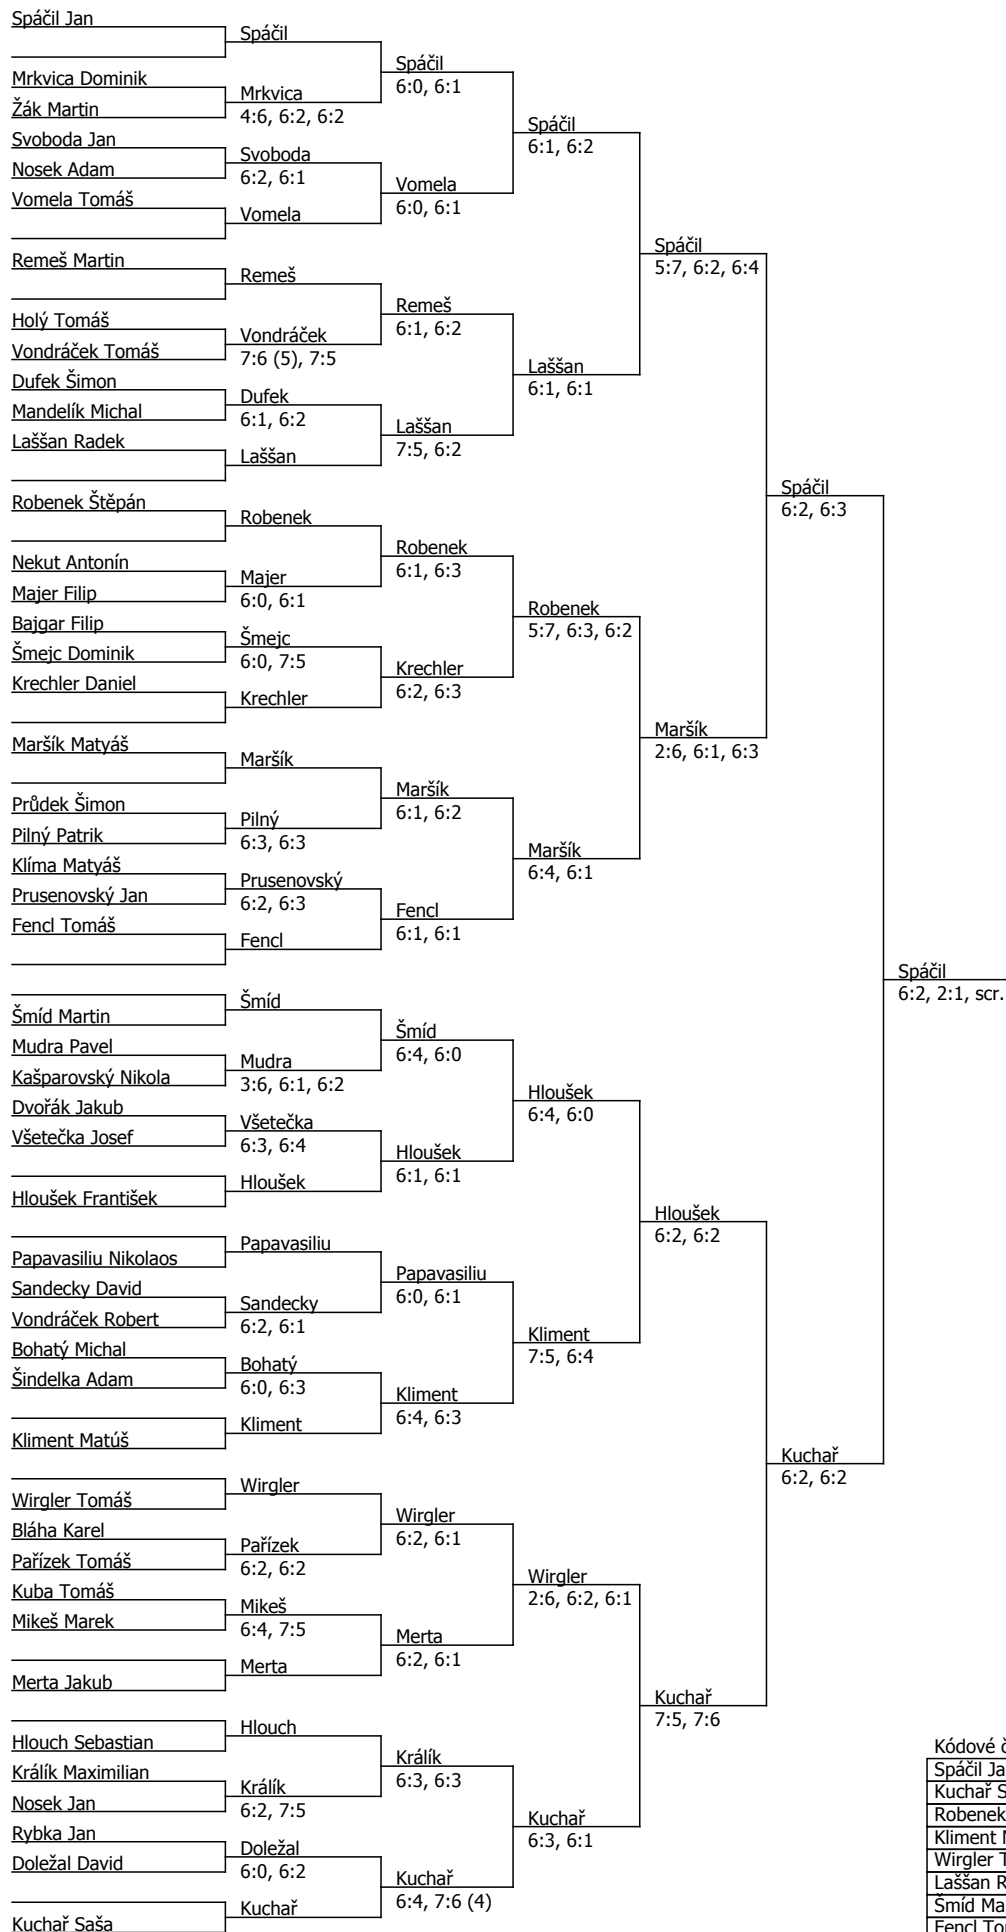 Spáčil Jan
Mrkvica Dominik
Žák Martin
Svoboda Jan
Nosek Adam
Vomela Tomáš
Remeš Martin
Holý Tomáš
Vondráček Tomáš
Dufek Šimon
Mandelík Michal
Laššan Radek
Robenek Štěpán
Nekut Antonín
Majer Filip
Bajgar Filip
Šmejc Dominik
Krechler Daniel
Maršík Matyáš
Průdek Šimon
Pilný Patrik
Klíma Matyáš
Prusenovský Jan
Fencl Tomáš
Šmíd Martin
Mudra Pavel
Kašparovský Nikola
Dvořák Jakub
Všetečka Josef
Hloušek František
Papavasiliu Nikolaos
Sandecky David
Vondráček Robert
Bohatý Michal
Šindelka Adam
Kliment Matúš
Wirgler Tomáš
Bláha Karel
Pařízek Tomáš
Kuba Tomáš
Mikeš Marek
Merta Jakub
Hlouch Sebastian
Králík Maximilian
Nosek Jan
Rybka Jan
Doležal David
Kuchař Saša
Spáčil
Mrkvica
4:6, 6:2, 6:2
Svoboda
6:2, 6:1
Vomela
Remeš
Vondráček
7:6 (5), 7:5
Dufek
6:1, 6:2
Laššan
Robenek
Majer
6:0, 6:1
Šmejc
6:0, 7:5
Krechler
Maršík
Pilný
6:3, 6:3
Prusenovský
6:2, 6:3
Fencl
Šmíd
Mudra
3:6, 6:1, 6:2
Všetečka
6:3, 6:4
Hloušek
Papavasiliu
Sandecky
6:2, 6:1
Bohatý
6:0, 6:3
Kliment
Wirgler
Pařízek
6:2, 6:2
Mikeš
6:4, 7:5
Merta
Hlouch
Králík
6:2, 7:5
Doležal
6:0, 6:2
Kuchař
Spáčil
6:0, 6:1
Vomela
6:0, 6:1
Remeš
6:1, 6:2
Laššan
7:5, 6:2
Robenek
6:1, 6:3
Krechler
6:2, 6:3
Maršík
6:1, 6:2
Fencl
6:1, 6:1
Šmíd
6:4, 6:0
Hloušek
6:1, 6:1
Papavasiliu
6:0, 6:1
Kliment
6:4, 6:3
Wirgler
6:2, 6:1
Merta
6:2, 6:1
Králík
6:3, 6:3
Kuchař
6:4, 7:6 (4)
Spáčil
6:1, 6:2
Laššan
6:1, 6:1
Robenek
5:7, 6:3, 6:2
Maršík
6:4, 6:1
Hloušek
6:4, 6:0
Kliment
7:5, 6:4
Wirgler
2:6, 6:2, 6:1
Kuchař
6:3, 6:1
Spáčil
5:7, 6:2, 6:4
Maršík
2:6, 6:1, 6:3
Hloušek
6:2, 6:2
Kuchař
7:5, 7:6
Spáčil
6:2, 6:3
Kuchař
6:2, 6:2
Spáčil
6:2, 2:1, scr.
Kódové č
Spáčil Ja
Kuchař S
Robenek
Kliment
Wirgler T
Laššan R
Šmíd Ma
Fencl To